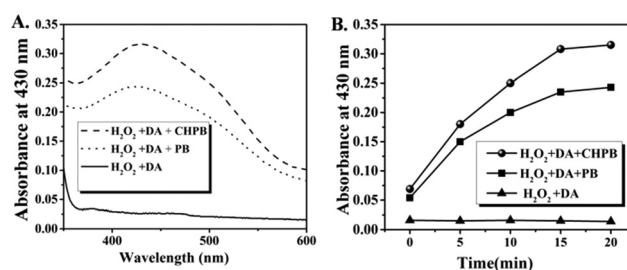 A.
0.35
0.30
0.25
0.20
0.15
0.10
0.05
0.00
Absorbance at 430 nm
H₂O₂ +DA + CHPB
H₂O₂ +DA + PB
H₂O₂ +DA
400
500
600
Wavelength (nm)
B.
0.35
0.30
0.25
0.20
0.15
0.10
0.05
0.00
Absorbance at 430 nm
H₂O₂+DA+CHPB
H₂O₂+DA+PB
H₂O₂+DA
0
5
10
15
20
Time(min)